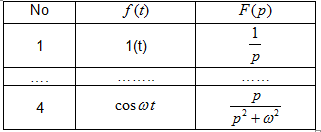 No f(t) F(p)
1 1(t) 1/p
.... ........ ......
4 cos ωt p/(p² + ω²)